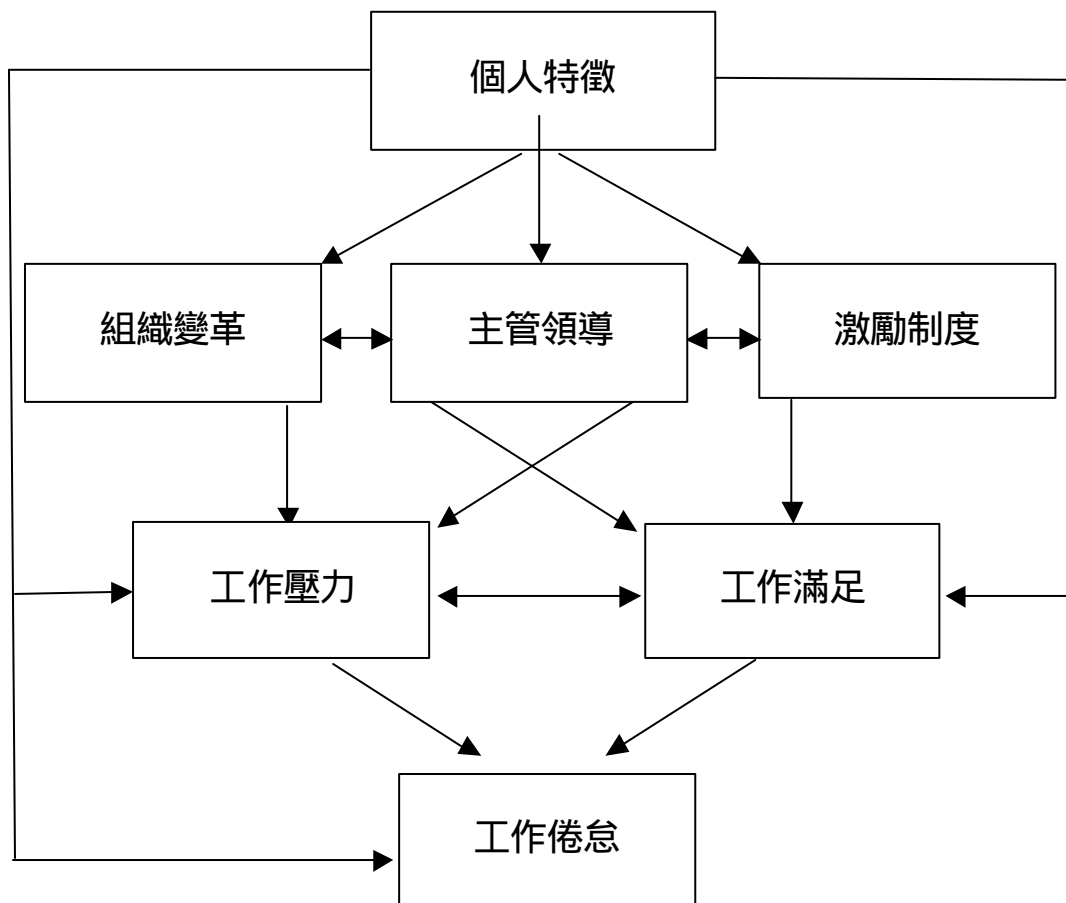 個人特徵
組織變革
主管領導
激勵制度
工作壓力
工作滿足
工作倦怠